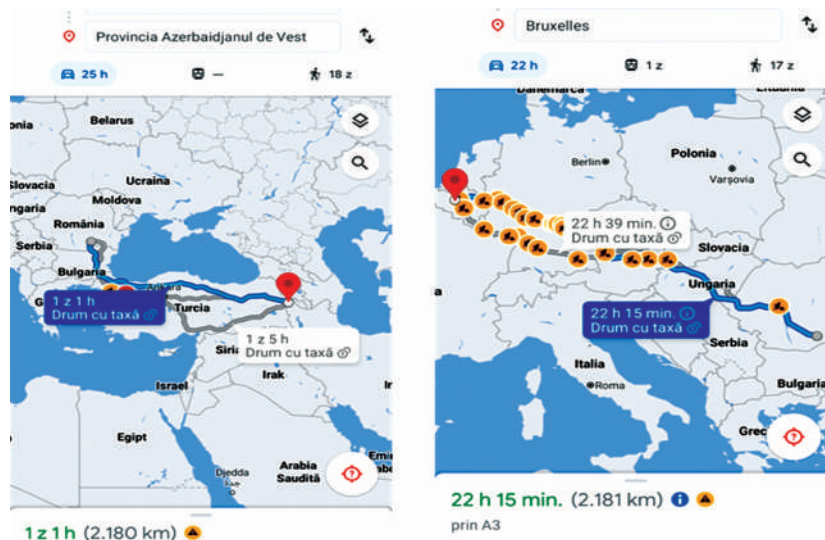 Provincia Azerbaidjanul de Vest
25 h
—
18 z
Belarus
Slovacia
Ucraina
Moldova
România
Serbia
Bulgaria
Ankara
1 z 1 h
Drum cu taxă
Turcia
1 z 5 h
Drum cu taxă
Irak
Israel
Egipt
Djedda
جدة
Arabia
Saudită
1 z 1 h (2.180 km)
Bruxelles
22 h
1 z
17 z
Danemarca
Lituania
Berlin
Polonia
Varșovia
22 h 39 min.
Drum cu taxă
Slovacia
Ungaria
22 h 15 min.
Drum cu taxă
Serbia
Italia
Roma
Bulgaria
Grec
22 h 15 min. (2.181 km)
prin A3